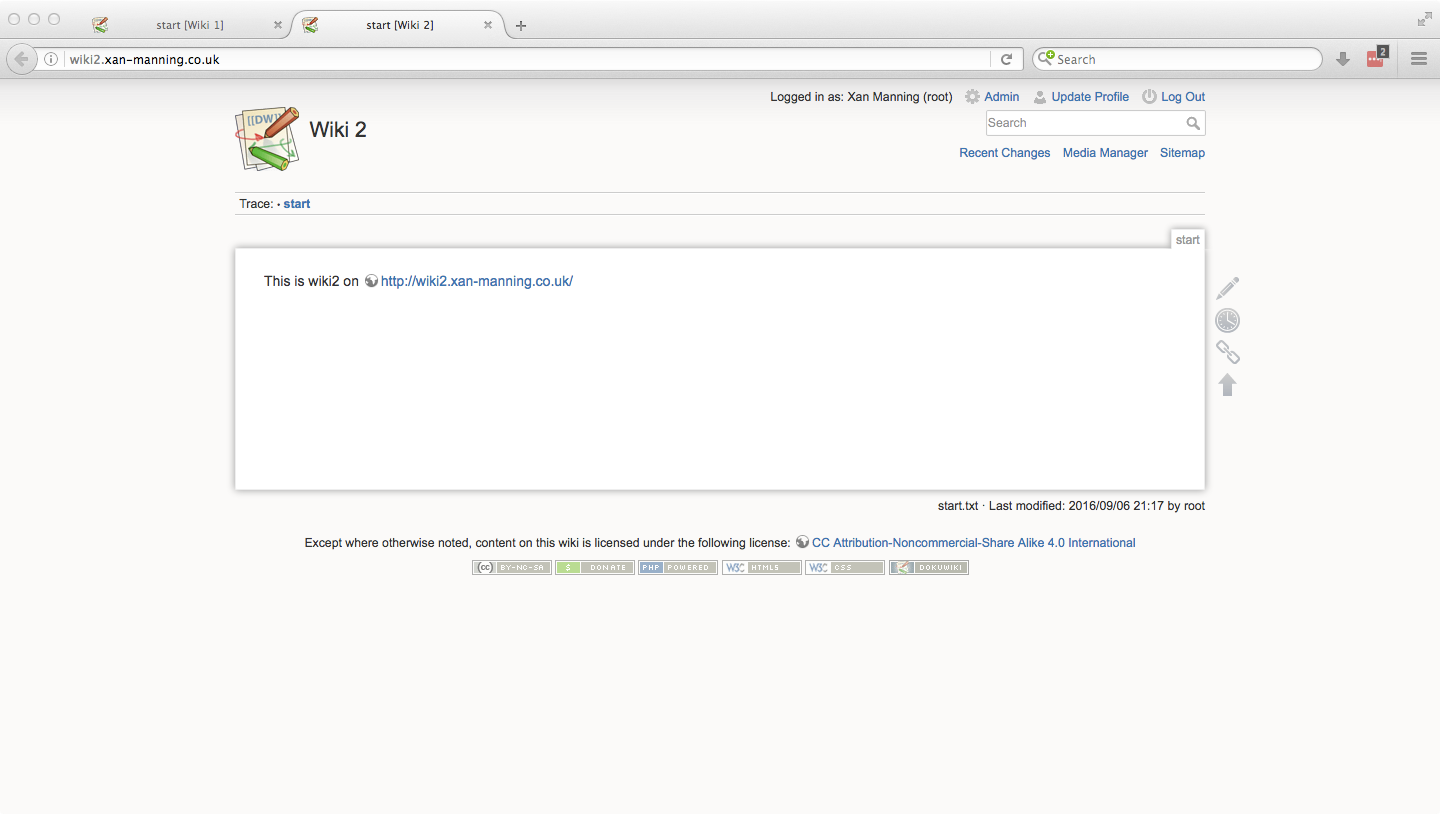 start [Wiki 1]
start [Wiki 2]
wiki2.xan-manning.co.uk
Search
2
Logged in as: Xan Manning (root) Admin Update Profile Log Out
[[DW]]
Wiki 2
Search
Recent Changes Media Manager Sitemap
Trace: • start
start
This is wiki2 on http://wiki2.xan-manning.co.uk/
start.txt · Last modified: 2016/09/06 21:17 by root
Except where otherwise noted, content on this wiki is licensed under the following license: CC Attribution-Noncommercial-Share Alike 4.0 International
cc BY-NC-SA $ DONATE PHP POWERED W3C HTML5 W3C CSS DOKUWIKI